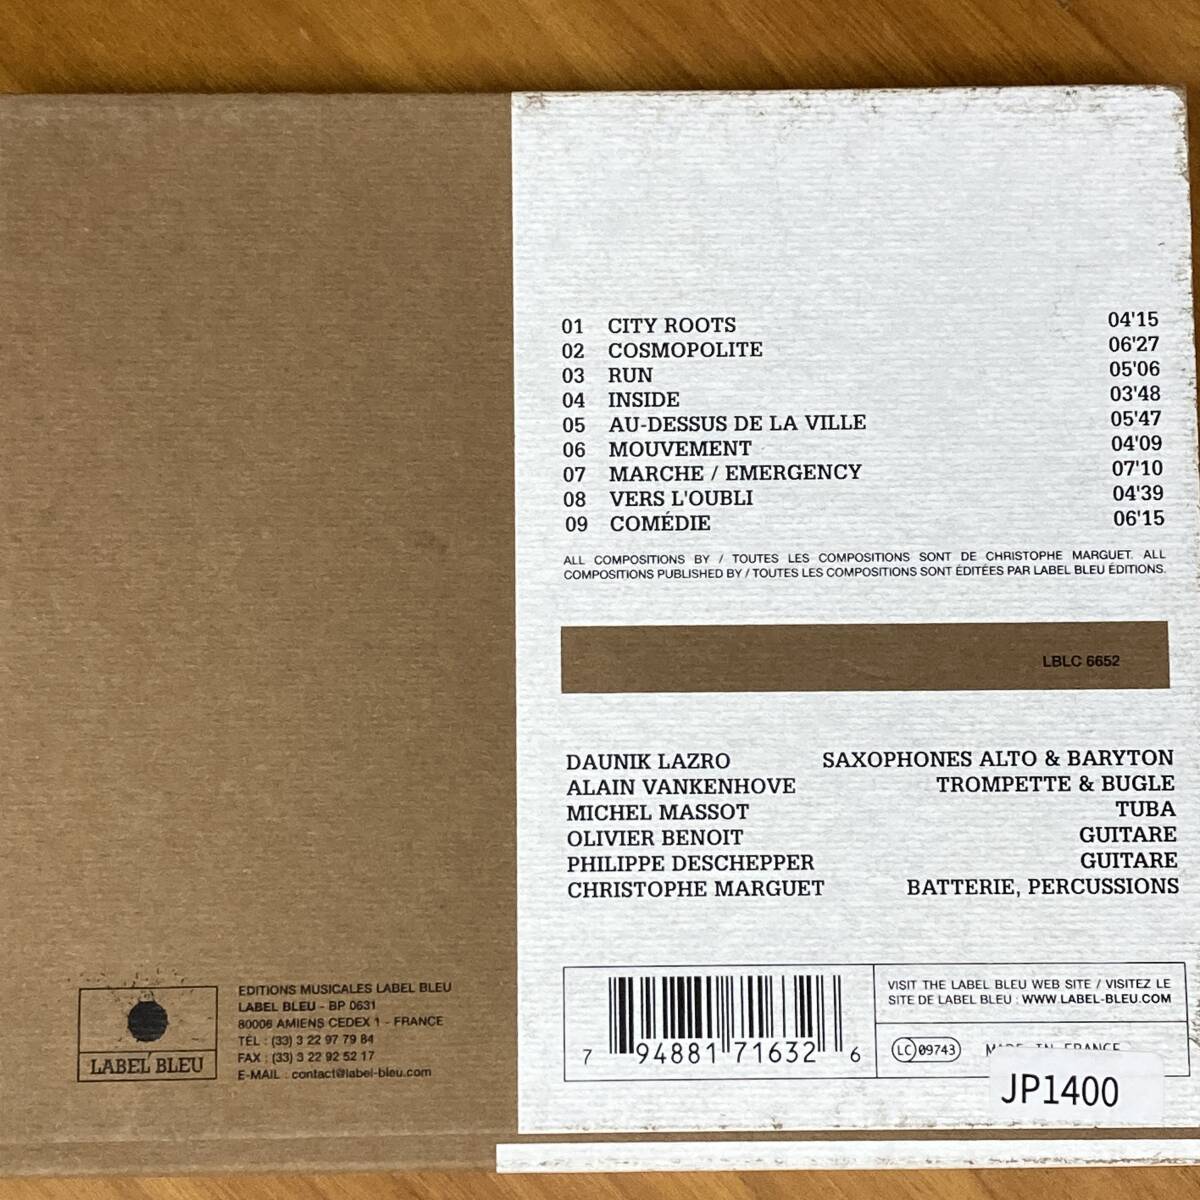 01 CITY ROOTS 04'15
02 COSMOPOLITE 06'27
03 RUN 05'06
04 INSIDE 03'48
05 AU-DESSUS DE LA VILLE 05'47
06 MOUVEMENT 04'09
07 MARCHE / EMERGENCY 07'10
08 VERS L'OUBLI 04'39
09 COMÉDIE 06'15
ALL COMPOSITIONS BY / TOUTES LES COMPOSITIONS SONT DE CHRISTOPHE MARGUET. ALL
COMPOSITIONS PUBLISHED BY / TOUTES LES COMPOSITIONS SONT ÉDITÉES PAR LABEL BLEU ÉDITIONS.
LBLC 6652
DAUNIK LAZRO SAXOPHONES ALTO & BARYTON
ALAIN VANKENHOVE TROMPETTE & BUGLE
MICHEL MASSOT TUBA
OLIVIER BENOIT GUITARE
PHILIPPE DESCHEPPER GUITARE
CHRISTOPHE MARGUET BATTERIE, PERCUSSIONS
LABEL BLEU
EDITIONS MUSICALES LABEL BLEU
LABEL BLEU - BP 0631
80006 AMIENS CEDEX 1 - FRANCE
TÉL : (33) 3 22 97 79 84
FAX : (33) 3 22 92 52 17
E-MAIL : contact@label-bleu.com
7 94881 71632 6
VISIT THE LABEL BLEU WEB SITE / VISITEZ LE
SITE DE LABEL BLEU : WWW.LABEL-BLEU.COM
LC 09743 MADE IN FRANCE
JP1400